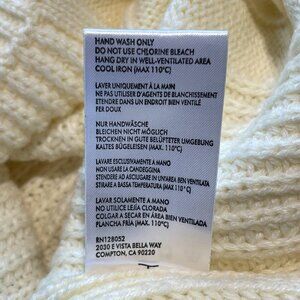 HAND WASH ONLY
DO NOT USE CHLORINE BLEACH
HANG DRY IN WELL-VENTILATED AREA
COOL IRON (MAX 110°C)
LAVER UNIQUEMENT À LA MAIN
NE PAS UTILISER D'AGENTS DE BLANCHISSEMENT
ETENDRE DANS UN ENDROIT BIEN VENTILÉ
FER DOUX
NUR HANDWÄSCHE
BLEICHEN NICHT MÖGLICH
TROCKNEN IN GUTE BELÜFTETER UMGEBUNG
KALTES BÜGELEISEN (MAX. 110°C)
LAVARE ESCLUSIVAMENTE A MANO
NON USARE LA CANDEGGINA
STENDERE AD ASCIUGARE IN UN'AREA BEN VENTILATA
STIRARE A BASSA TEMPERATURA (MAX 110°C)
LAVAR SOLAMENTE A MANO
NO UTILICE LEJÍA CLORADA
COLGAR A SECAR EN ÁREA BIEN VENTILADA
PLANCHA FRÍA (MAX. 110°C)
RN128052
2030 E VISTA BELLA WAY
COMPTON, CA 90220